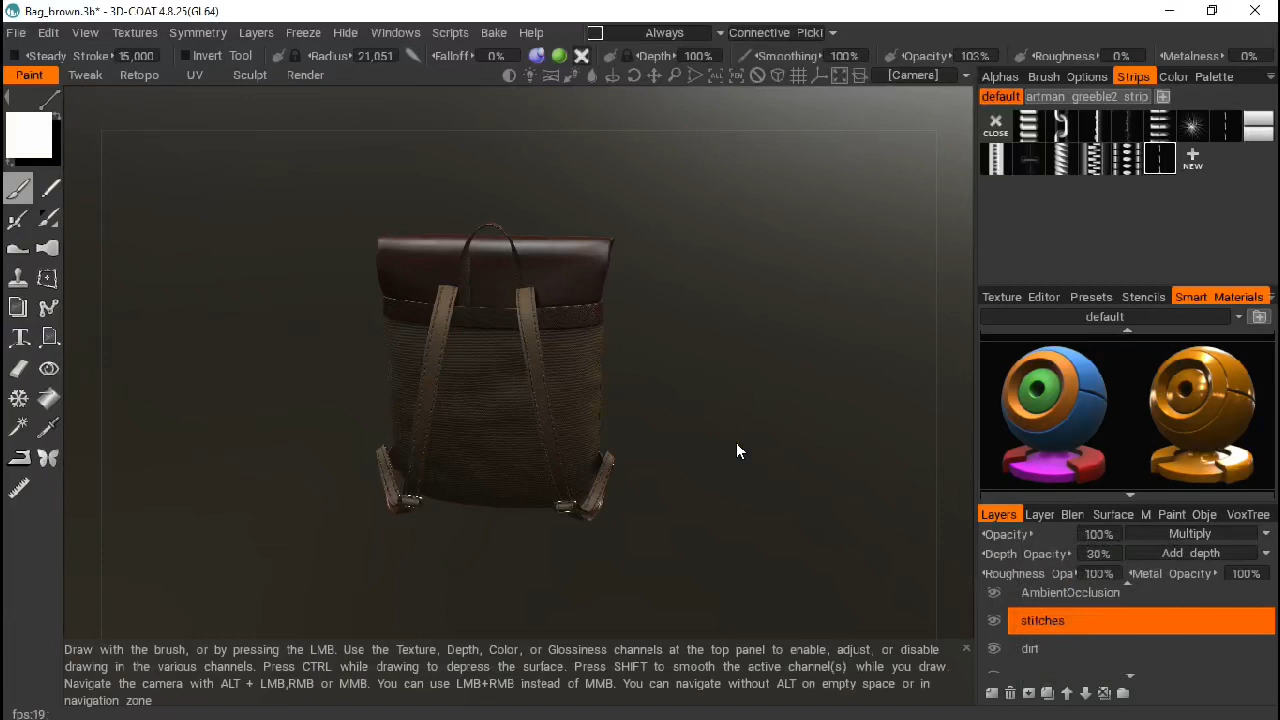 Bag_brown.3b* - 3D-COAT 4.8.25(GL64)
File Edit View Textures Symmetry Layers Freeze Hide Windows Scripts Bake Help Always Connective Picki
Steady Stroke 15,000 Invert Tool Radius 21,051 Falloff 0% Depth 100% Smoothing 100% Opacity 103% Roughness 0% Metalness 0%
Paint Tweak Retopo UV Sculpt Render [Camera]
Alphas Brush Options Strips Color Palette
default artman greeble2 strip
CLOSE
NEW
Texture Editor Presets Stencils Smart Materials
default
Layers Layer Blen Surface M Paint Obje VoxTree
Opacity 100% Multiply
Depth Opacity 30% Add depth
Roughness Opa 100% Metal Opacity 100%
AmbientOcclusion
stitches
dirt
Draw with the brush, or by pressing the LMB. Use the Texture, Depth, Color, or Glossiness channels at the top panel to enable, adjust, or disable
drawing in the various channels. Press CTRL while drawing to depress the surface. Press SHIFT to smooth the active channel(s) while you draw.
Navigate the camera with ALT + LMB,RMB or MMB. You can use LMB+RMB instead of MMB. You can navigate without ALT on empty space or in
navigation zone
fps:19;